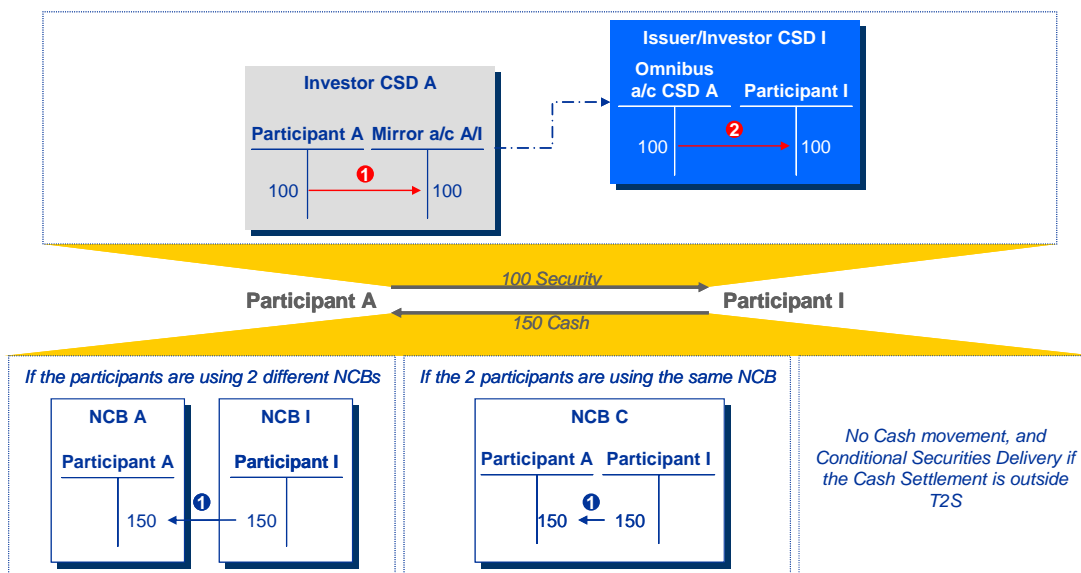 Issuer/Investor CSD I
Investor CSD A
Omnibus
a/c CSD A
Participant I
Participant A
Mirror a/c A/I
100
1
100
100
2
100
100 Security
Participant A
Participant I
150 Cash
If the participants are using 2 different NCBs
NCB A
NCB I
Participant A
Participant I
150
1
150
If the 2 participants are using the same NCB
NCB C
Participant A
Participant I
150
1
150
No Cash movement, and
Conditional Securities Delivery if
the Cash Settlement is outside
T2S